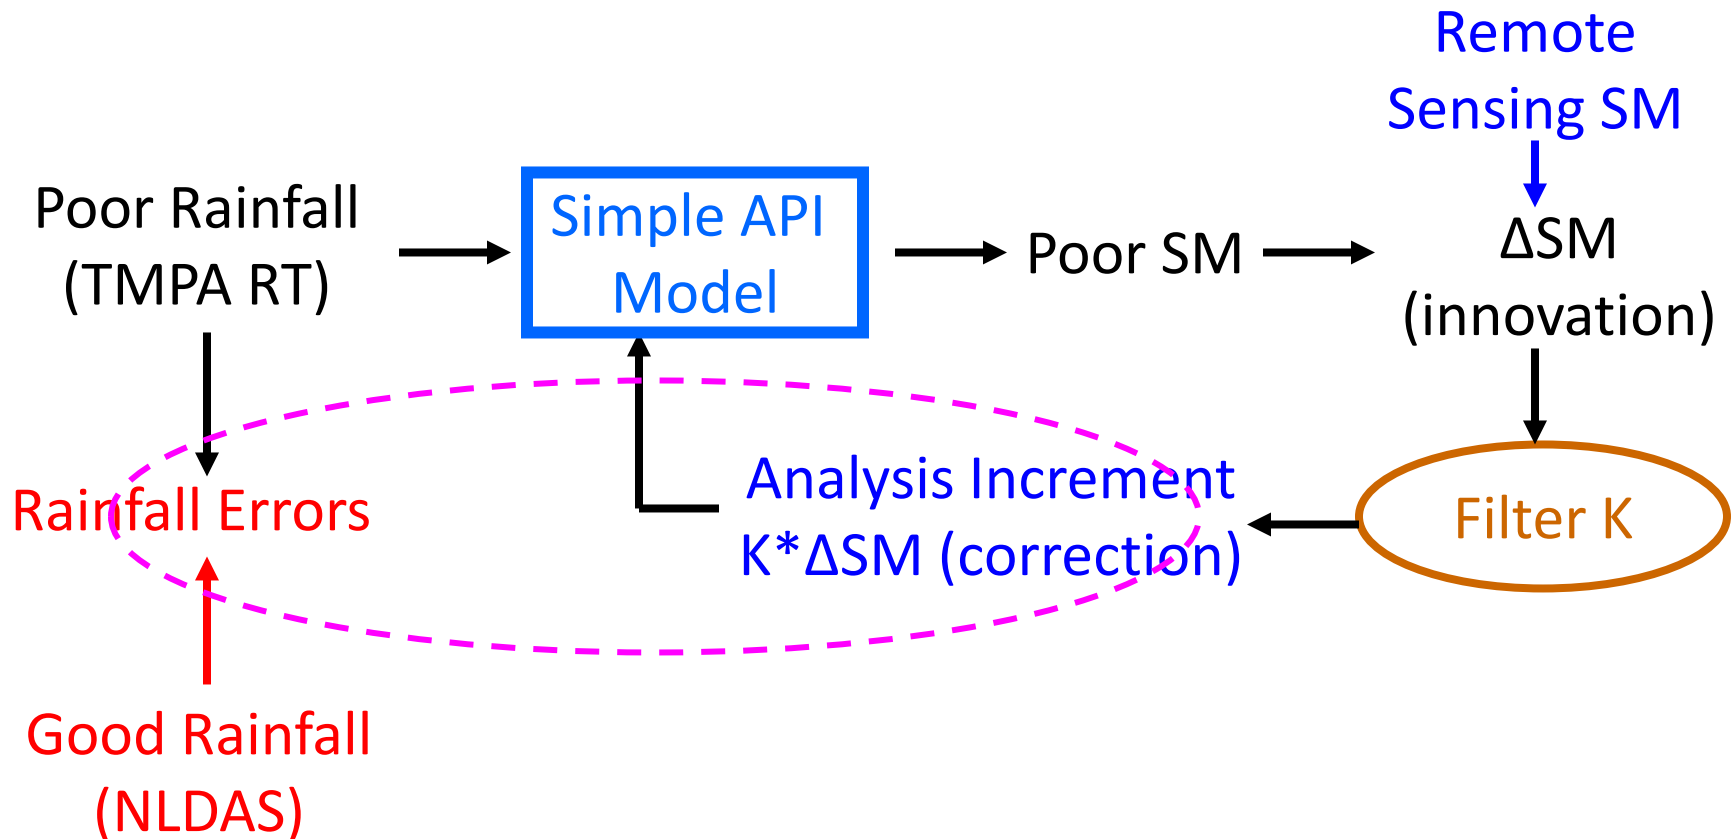 Remote
Sensing SM
Poor Rainfall
(TMPA RT)
Simple API
Model
Poor SM
ΔSM
(innovation)
Rainfall Errors
Analysis Increment
K*ΔSM (correction)
Filter K
Good Rainfall
(NLDAS)